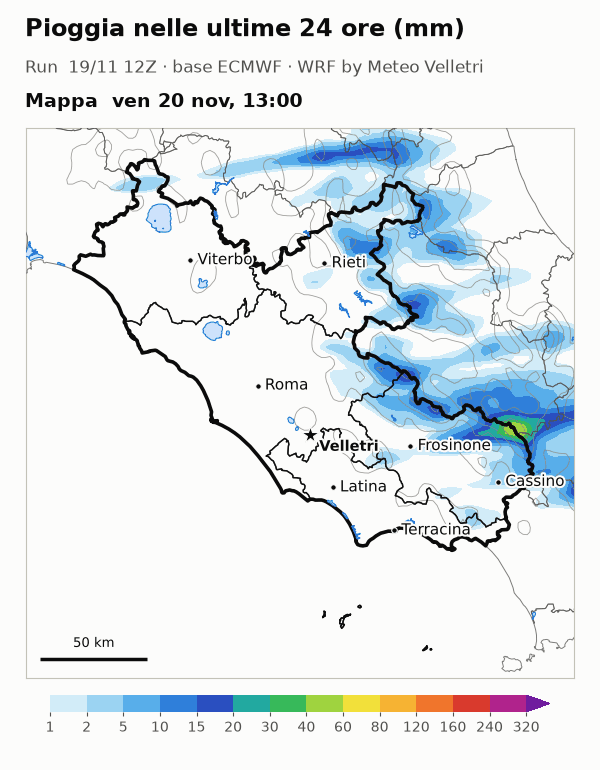 Pioggia nelle ultime 24 ore (mm)
Run 19/11 12Z · base ECMWF · WRF by Meteo Velletri
Mappa ven 20 nov, 13:00
Viterbo
Rieti
Roma
Velletri
Frosinone
Latina
Cassino
Terracina
50 km
1 2 5 10 15 20 30 40 60 80 120 160 240 320